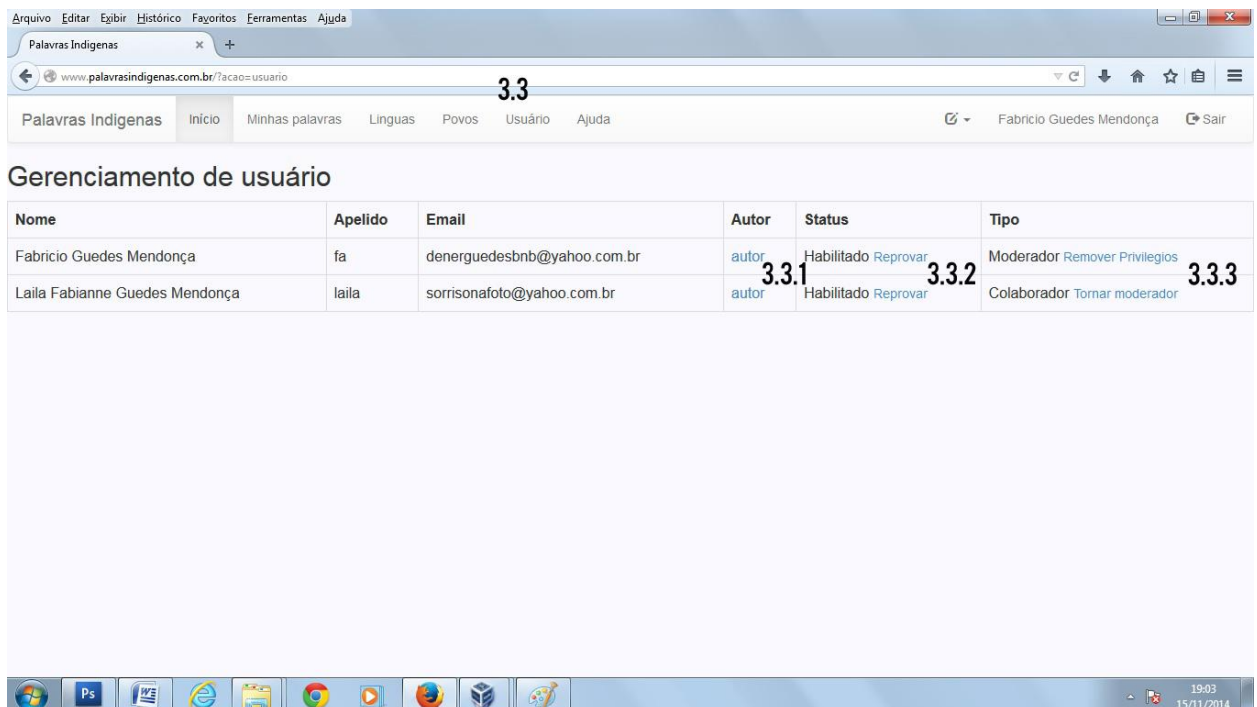 Arquivo Editar Exibir Histórico Favoritos Ferramentas Ajuda
Palavras Indigenas × +
www.palavrasindigenas.com.br/?acao=usuario
3.3
Palavras Indigenas Início Minhas palavras Linguas Povos Usuário Ajuda Fabricio Guedes Mendonça Sair
Gerenciamento de usuário
Nome Apelido Email Autor Status Tipo
Fabricio Guedes Mendonça fa denerguedesbnb@yahoo.com.br autor Habilitado Reprovar Moderador Remover Privilegios
3.3.1 3.3.2 3.3.3
Laila Fabianne Guedes Mendonça laila sorrisonafoto@yahoo.com.br autor Habilitado Reprovar Colaborador Tornar moderador
Ps W
19:03
15/11/2014